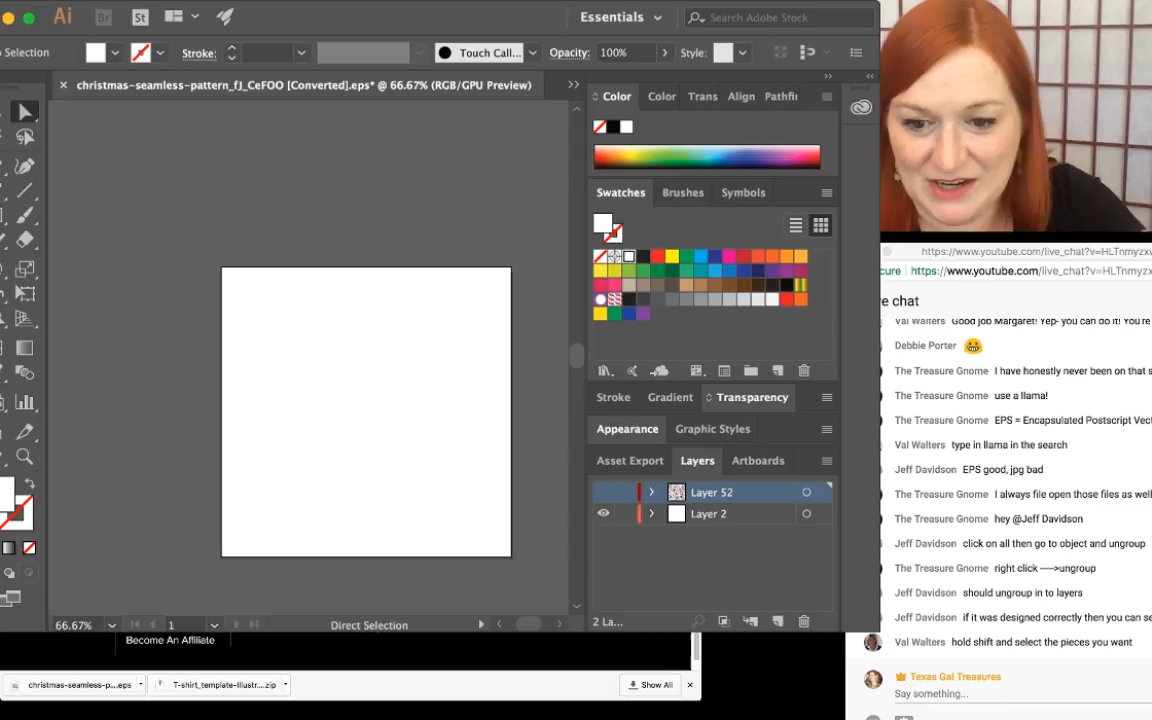 Ai Br St Essentials Search Adobe Stock
Selection Stroke: Touch Call... Opacity: 100% Style:
christmas-seamless-pattern_fJ_CeFOO [Converted].eps* @ 66.67% (RGB/GPU Preview)
Color Color Trans Align Pathfi
Swatches Brushes Symbols
Stroke Gradient Transparency
Appearance Graphic Styles
Asset Export Layers Artboards
Layer 52
Layer 2
2 La...
66.67% 1 Direct Selection
Become An Affiliate
christmas-seamless-p....eps T-shirt_template-Illustr....zip Show All
https://www.youtube.com/live_chat?v=HLTnmyzx
cure https://www.youtube.com/live_chat?v=HLTnmyzxv
e chat
Val Walters Good job Margaret! Yep- you can do it! You're
Debbie Porter
The Treasure Gnome I have honestly never been on that s
The Treasure Gnome use a llama!
The Treasure Gnome EPS = Encapsulated Postscript Vect
Val Walters type in llama in the search
Jeff Davidson EPS good, jpg bad
The Treasure Gnome I always file open those files as well
The Treasure Gnome hey @Jeff Davidson
Jeff Davidson click on all then go to object and ungroup
The Treasure Gnome right click ---->ungroup
Jeff Davidson should ungroup in to layers
Jeff Davidson if it was designed correctly then you can se
Val Walters hold shift and select the pieces you want
Texas Gal Treasures
Say something...